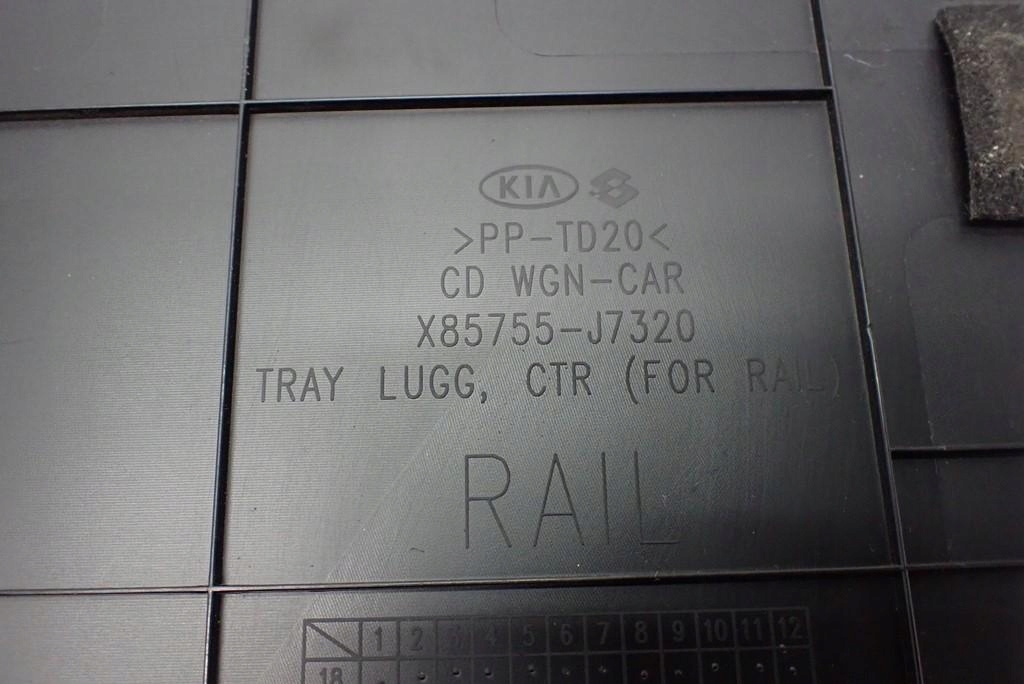 KIA
>PP-TD20<
CD WGN-CAR
X85755-J7320
TRAY LUGG, CTR (FOR RAIL)
RAIL
1 2 3 4 5 6 7 8 9 10 11 12
18